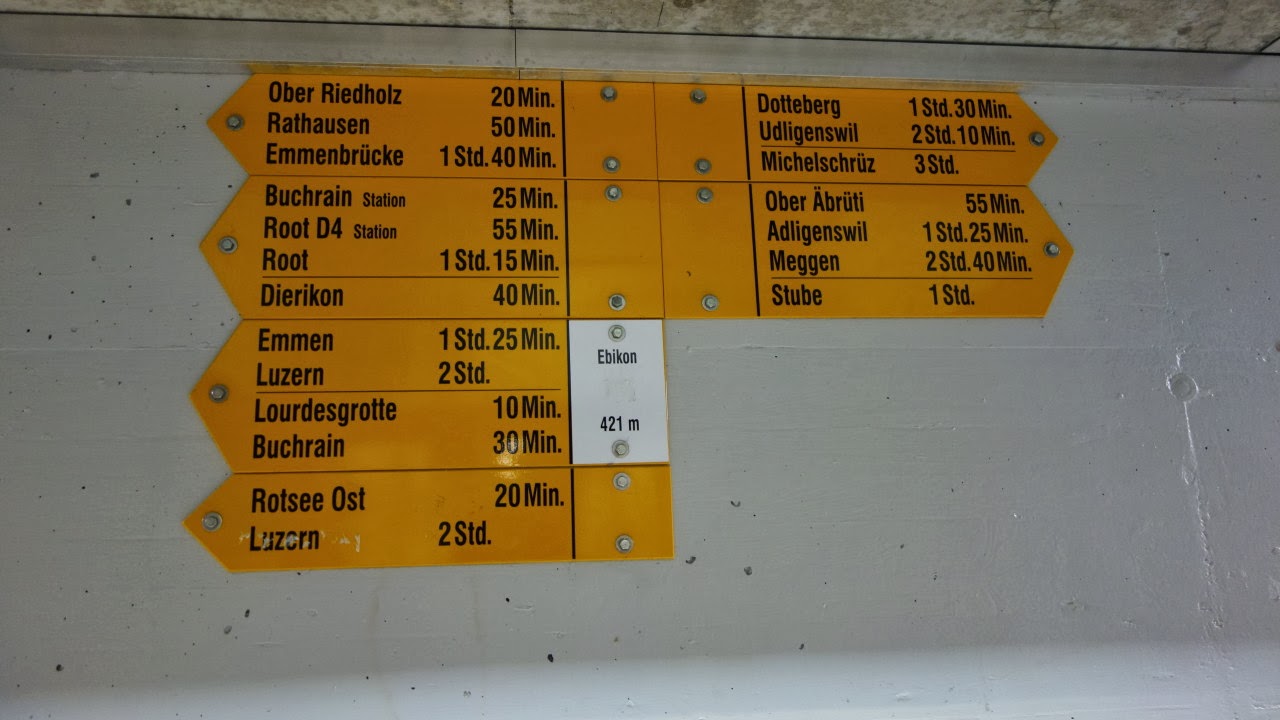 Ober Riedholz 20 Min.
Rathausen 50 Min.
Emmenbrücke 1 Std. 40 Min.
Buchrain Station 25 Min.
Root D4 Station 55 Min.
Root 1 Std. 15 Min.
Dierikon 40 Min.
Emmen 1 Std. 25 Min.
Luzern 2 Std.
Lourdesgrotte 10 Min.
Buchrain 30 Min.
Ebikon
421 m
Rotsee Ost 20 Min.
Luzern 2 Std.
Dotteberg 1 Std. 30 Min.
Udligenswil 2 Std. 10 Min.
Michelschrüz 3 Std.
Ober Äbrüti 55 Min.
Adligenswil 1 Std. 25 Min.
Meggen 2 Std. 40 Min.
Stube 1 Std.